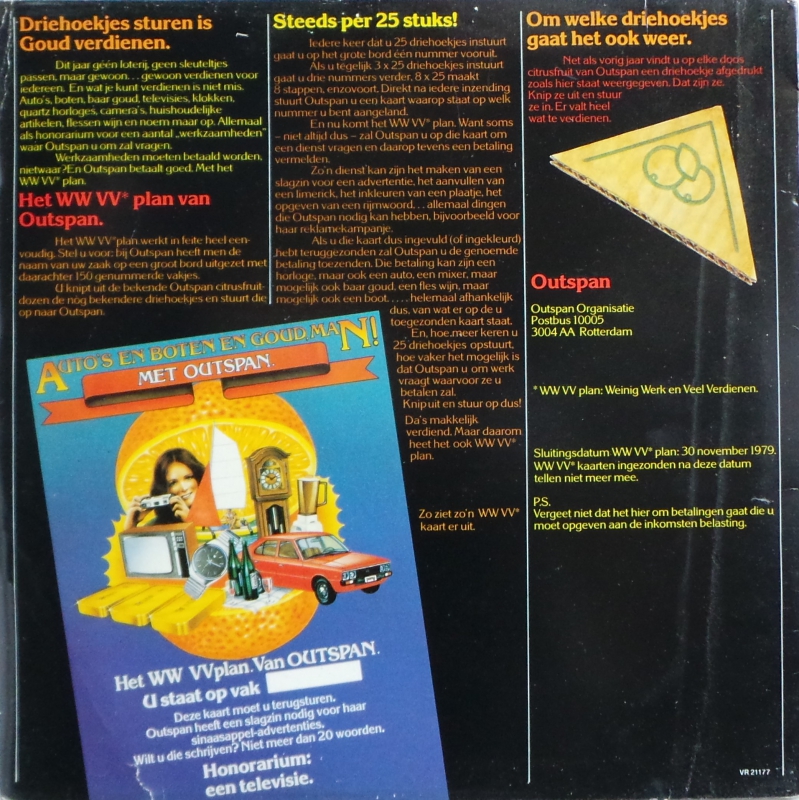 Driehoekjes sturen is
Goud verdienen.
Dit jaar géén loterij, geen sleuteltjes
passen, maar gewoon... gewoon verdienen voor
iedereen. En wat je kunt verdienen is niet mis.
Auto's, boten, baar goud, televisies, klokken,
quartz horloges, camera's, huishoudelijke
artikelen, flessen wijn en noem maar op. Allemaal
als honorarium voor een aantal „werkzaamheden"
waar Outspan u om zal vragen.
Werkzaamheden moeten betaald worden,
nietwaar? En Outspan betaalt goed. Met het
WW VV* plan.
Het WW VV* plan van
Outspan.
Het WW VV* plan werkt in feite heel een-
voudig. Stel u voor: bij Outspan heeft men de
naam van uw zaak op een groot bord uitgezet met
daarachter 150 genummerde vakjes.
U knipt uit de bekende Outspan citrusfruit-
dozen de nóg bekendere driehoekjes en stuurt die
op naar Outspan.
Steeds per 25 stuks!
Iedere keer dat u 25 driehoekjes instuurt
gaat u op het grote bord één nummer vooruit.
Als u tegelijk 3 x 25 driehoekjes instuurt
gaat u drie nummers verder, 8 x 25 maakt
8 stappen, enzovoort. Direkt na iedere inzending
stuurt Outspan u een kaart waarop staat op welk
nummer u bent aangeland.
En nu komt het WW VV* plan. Want soms
– niet altijd dus – zal Outspan u op die kaart om
een dienst vragen en daarop tevens een betaling
vermelden.
Zo'n dienst kan zijn het maken van een
slagzin voor een advertentie, het aanvullen van
een limerick, het inkleuren van een plaatje, het
opgeven van een rijmwoord... allemaal dingen
die Outspan nodig kan hebben, bijvoorbeeld voor
haar reklamekampanje.
Als u die kaart dus ingevuld (of ingekleurd)
hebt teruggezonden zal Outspan u de genoemde
betaling toezenden. Die betaling kan zijn een
horloge, maar ook een auto, een mixer, maar
mogelijk ook baar goud, een fles wijn, maar
mogelijk ook een boot..... helemaal afhankelijk
dus, van wat er op de u
toegezonden kaart staat.
En, hoe meer keren u
25 driehoekjes opstuurt,
hoe vaker het mogelijk is
dat Outspan u om werk
vraagt waarvoor ze u
betalen zal.
Knip uit en stuur op dus!
Da's makkelijk
verdiend. Maar daarom
heet het ook WW VV*
plan.
Zo ziet zo'n WW VV*
kaart er uit.
AUTO'S EN BOTEN EN GOUD, MAN!
MET OUTSPAN.
Het WW VVplan. Van OUTSPAN.
U staat op vak
Deze kaart moet u terugsturen.
Outspan heeft een slagzin nodig voor haar
sinaasappel-advertenties.
Wilt u die schrijven? Niet meer dan 20 woorden.
Honorarium:
een televisie.
Om welke driehoekjes
gaat het ook weer.
Net als vorig jaar vindt u op elke doos
citrusfruit van Outspan een driehoekje afgedrukt
zoals hier staat weergegeven. Dat zijn ze.
Knip ze uit en stuur
ze in. Er valt heel
wat te verdienen.
Outspan
Outspan Organisatie
Postbus 10005
3004 AA Rotterdam
* WW VV plan: Weinig Werk en Veel Verdienen.
Sluitingsdatum WW VV* plan: 30 november 1979.
WW VV* kaarten ingezonden na deze datum
tellen niet meer mee.
P.S.
Vergeet niet dat het hier om betalingen gaat die u
moet opgeven aan de inkomsten belasting.
VR 21177